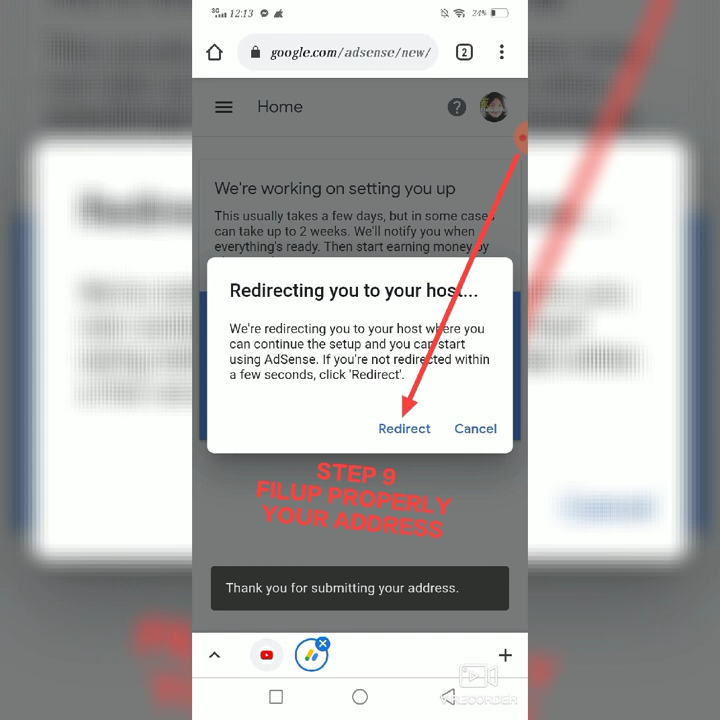 3G 12:13 24%
google.com/adsense/new/ 2
Home
We're working on setting you up
This usually takes a few days, but in some cases
can take up to 2 weeks. We'll notify you when
everything's ready. Then start earning money by
Redirecting you to your host...
We're redirecting you to your host where you
can continue the setup and you can start
using AdSense. If you're not redirected within
a few seconds, click 'Redirect'.
Redirect Cancel
STEP 9
FILUP PROPERLY
YOUR ADDRESS
Thank you for submitting your address.
RECORDER